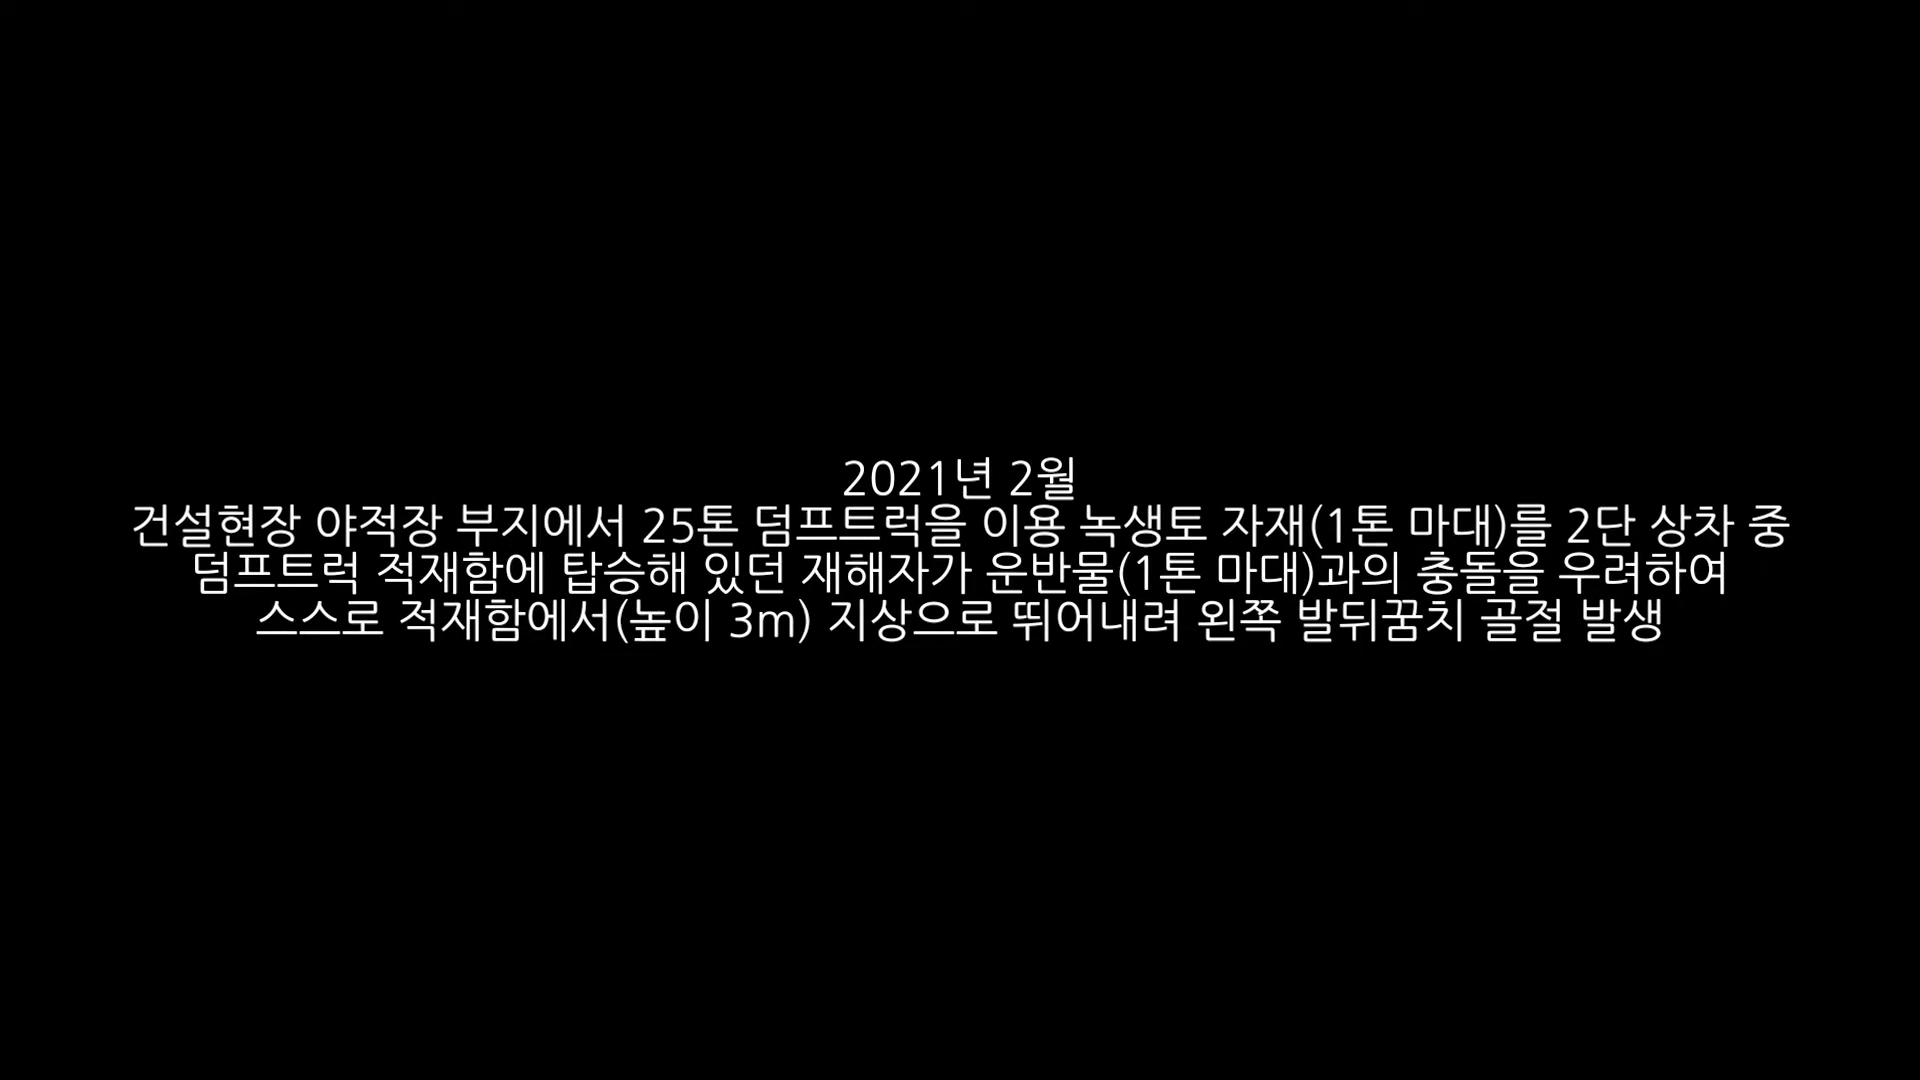 2021년 2월
건설현장 야적장 부지에서 25톤 덤프트럭을 이용 녹생토 자재(1톤 마대)를 2단 상차 중
덤프트럭 적재함에 탑승해 있던 재해자가 운반물(1톤 마대)과의 충돌을 우려하여
스스로 적재함에서(높이 3m) 지상으로 뛰어내려 왼쪽 발뒤꿈치 골절 발생